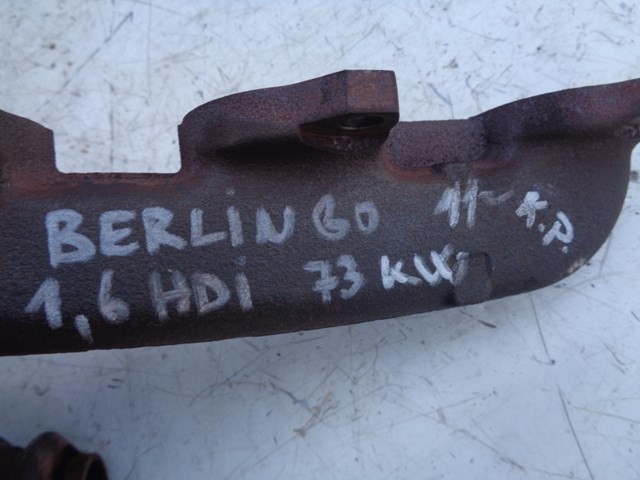 BERLINGO 11~ K.P.
1,6 HDi 73 KW